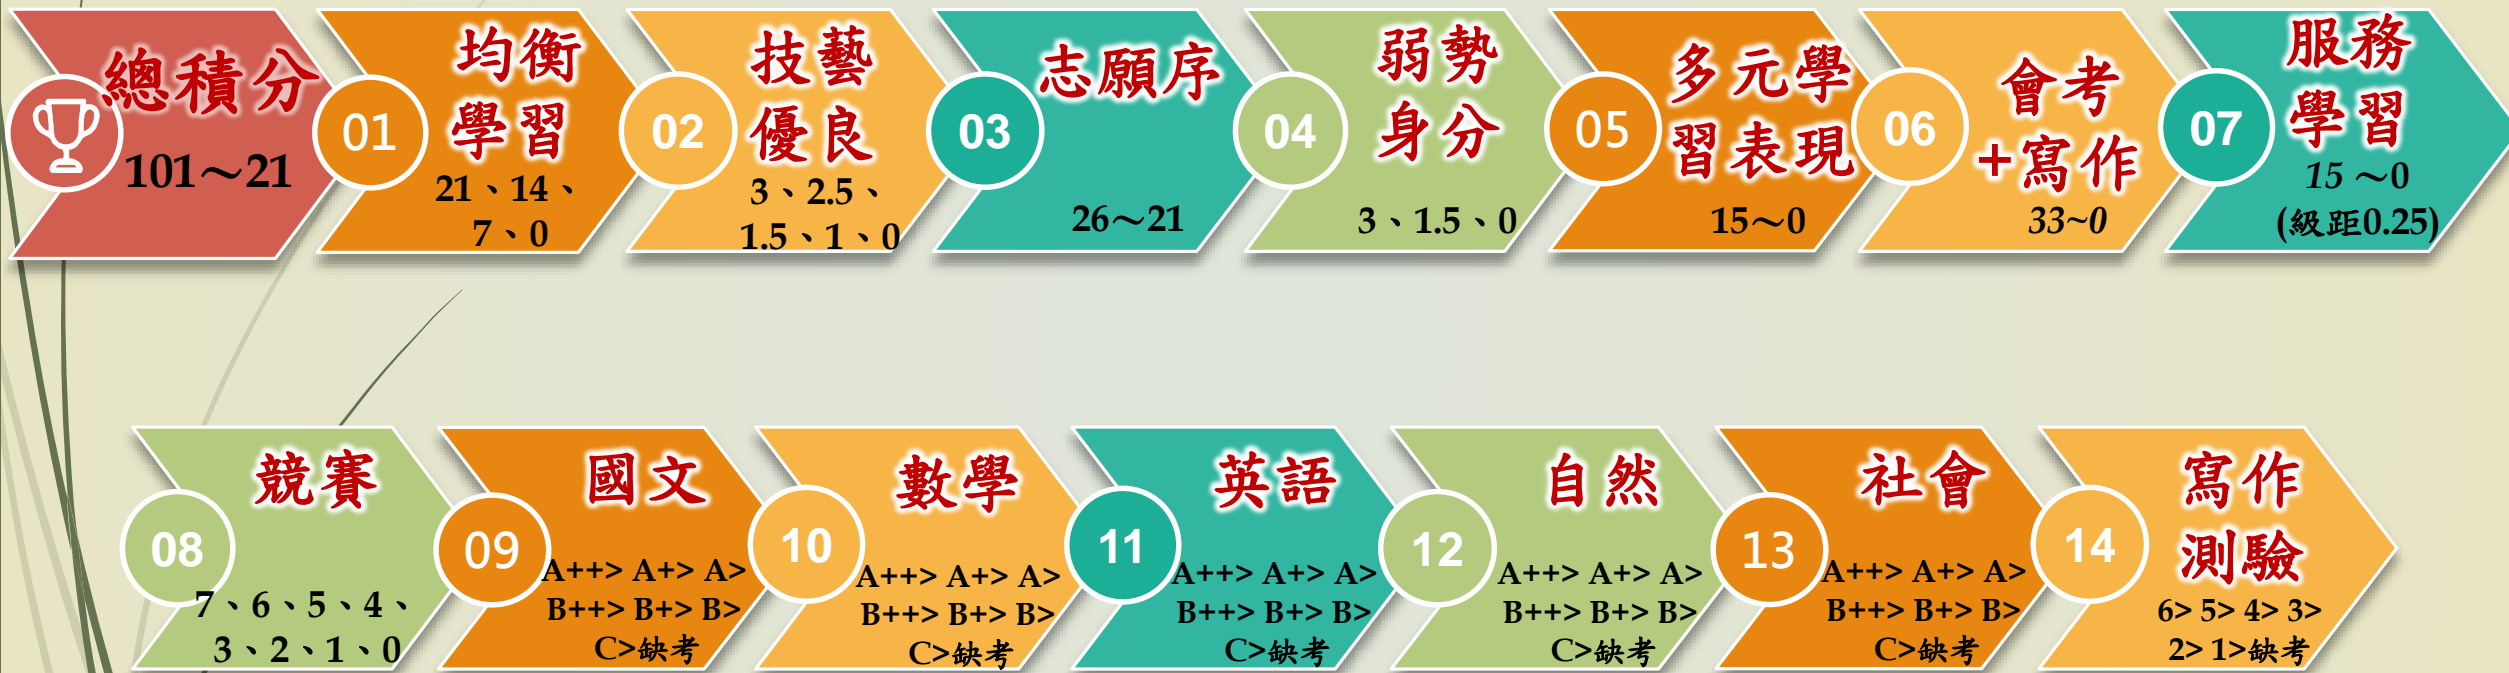 總積分
101～21
01
均衡
學習
21、14、
7、0
02
技藝
優良
3、2.5、
1.5、1、0
03
志願序
26～21
04
弱勢
身分
3、1.5、0
05
多元學
習表現
15～0
06
會考
+寫作
33~0
07
服務
學習
15 ～0
(級距0.25)
08
競賽
7、6、5、4、
3、2、1、0
09
國文
A++> A+> A>
B++> B+> B>
C>缺考
10
數學
A++> A+> A>
B++> B+> B>
C>缺考
11
英語
A++> A+> A>
B++> B+> B>
C>缺考
12
自然
A++> A+> A>
B++> B+> B>
C>缺考
13
社會
A++> A+> A>
B++> B+> B>
C>缺考
14
寫作
測驗
6> 5> 4> 3>
2> 1>缺考